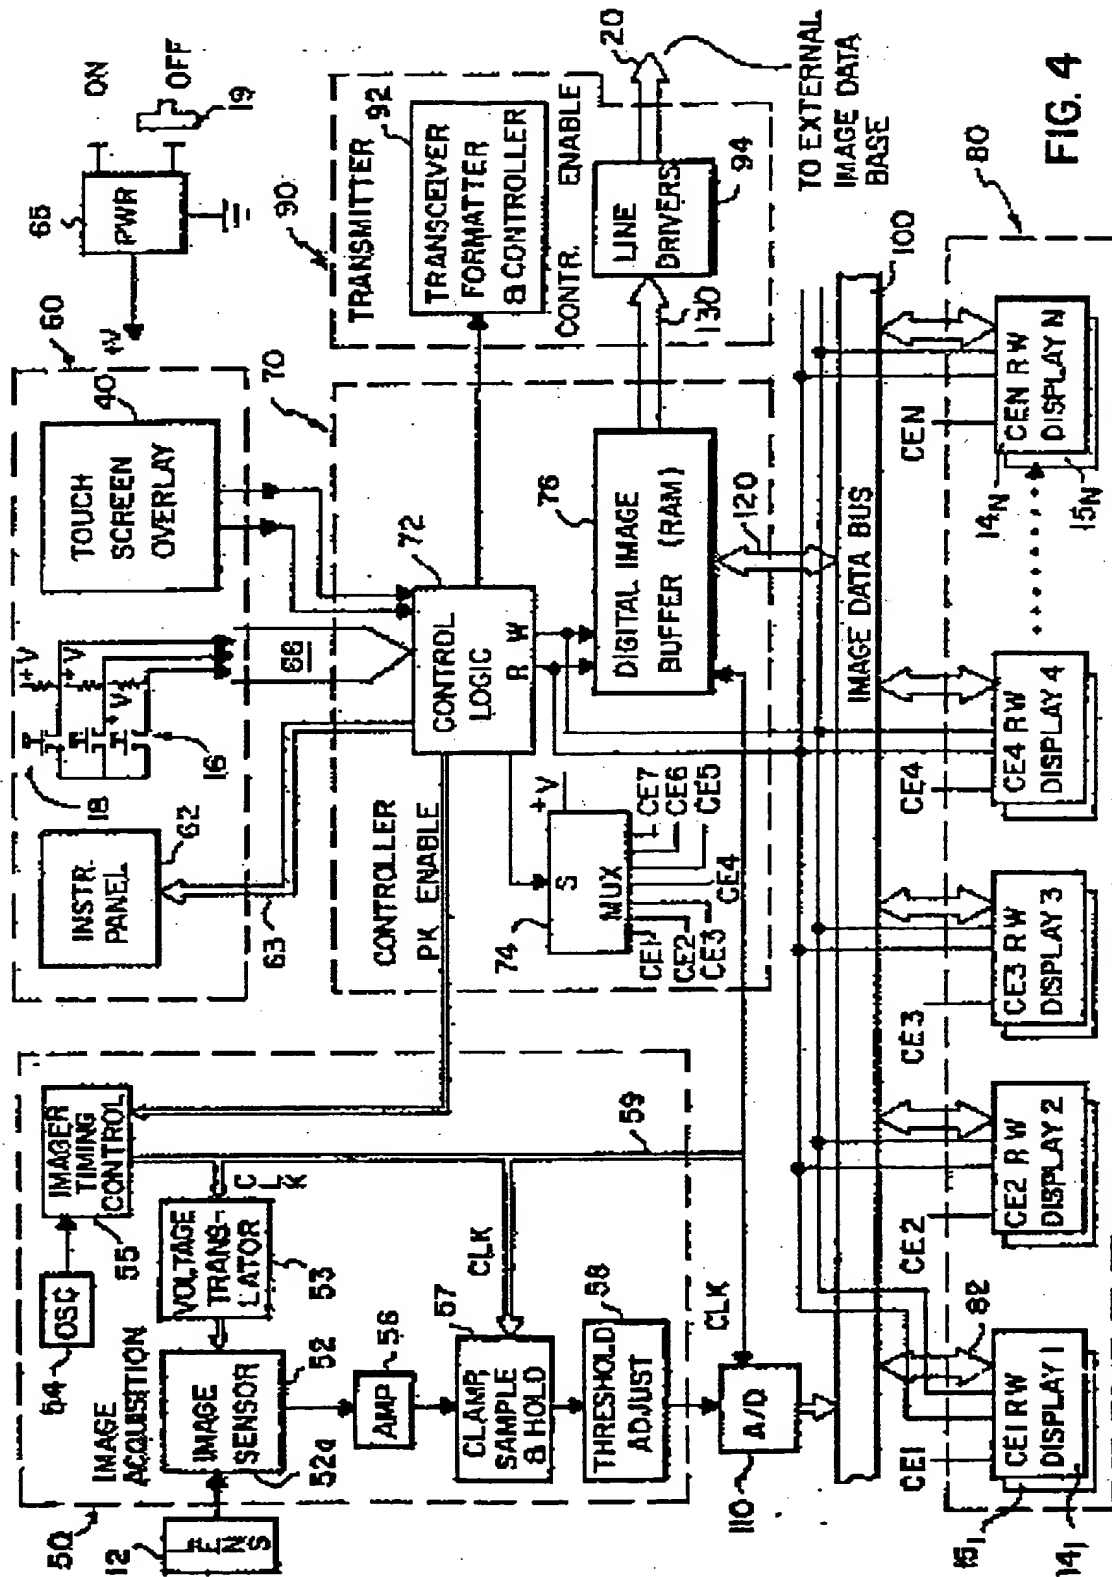 FIG. 4
50
12
LENS
IMAGE
ACQUISITION
54
OSC
55
IMAGER
TIMING
CONTROL
CLK
VOLTAGE
TRANS-
LATOR
53
IMAGE
SENSOR
52
52a
AMP
56
57
CLAMP,
SAMPLE
& HOLD
CLK
59
THRESHOLD
ADJUST
58
CLK
110
A/D
60
INSTR.
PANEL
62
63
18
16
+V
+V
+V
66
TOUCH
SCREEN
OVERLAY
40
65
PWR
+V
ON
OFF
19
70
CONTROLLER
PK ENABLE
72
CONTROL
LOGIC
R W
74
S
MUX
+V
CE1
CE2
CE3
CE4
CE5
CE6
CE7
76
DIGITAL IMAGE
BUFFER (RAM)
120
90
TRANSMITTER
92
TRANSCEIVER
FORMATTER
& CONTROLLER
CONTR. ENABLE
LINE
DRIVERS
94
130
20
TO EXTERNAL
IMAGE DATA
BASE
IMAGE DATA BUS
100
80
82
CE1
CE1 RW
DISPLAY 1
15₁
14₁
CE2
CE2 R W
DISPLAY 2
CE3
CE3 R W
DISPLAY 3
CE4
CE4 R W
DISPLAY 4
CEN
CEN R W
DISPLAY N
14N
15N